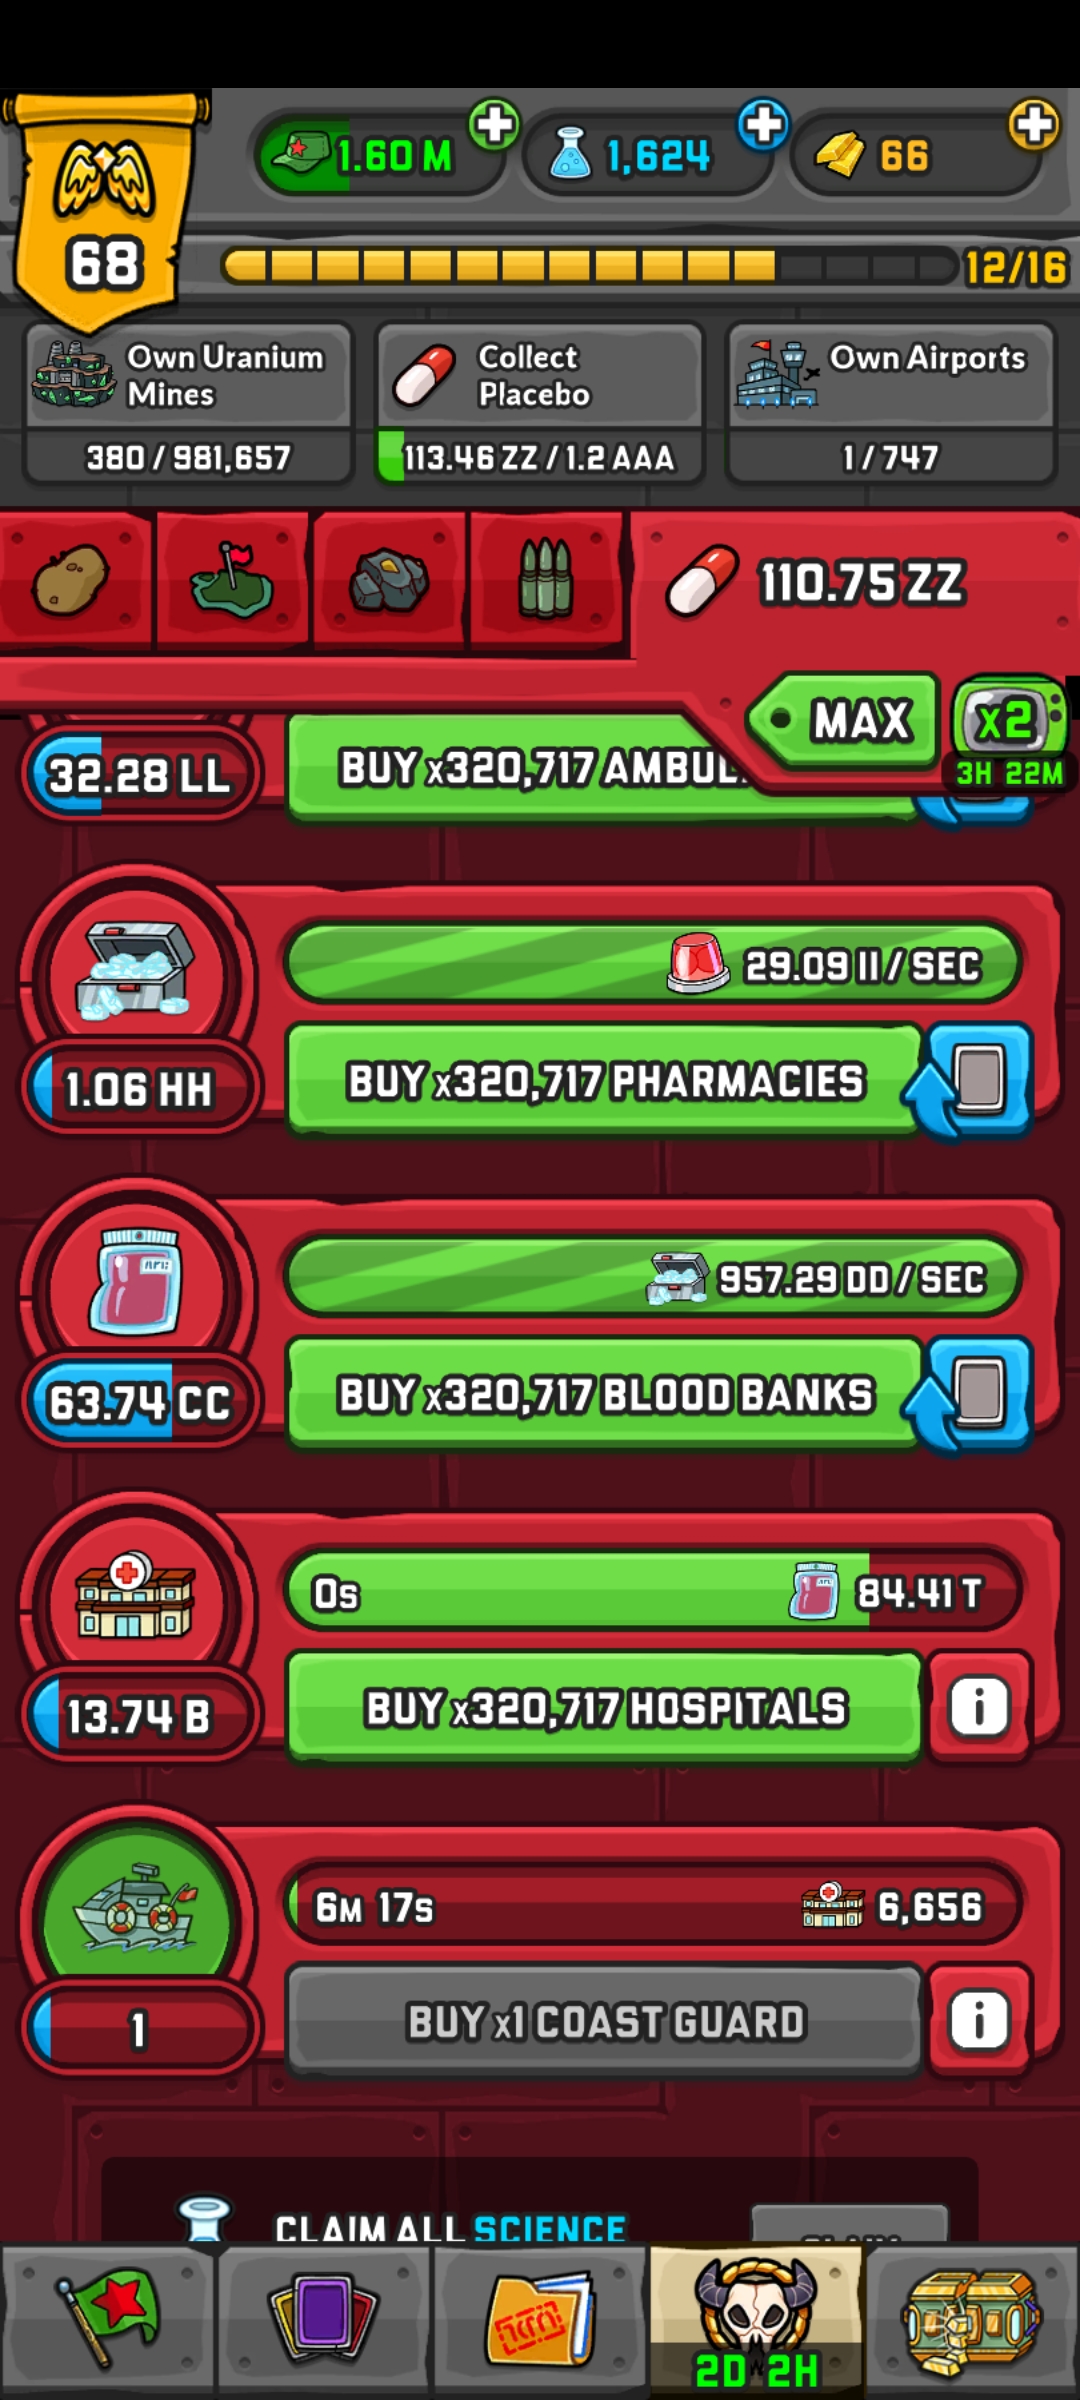 1.60 M
1,624
66
68
12/16
Own Uranium
Mines
380 / 981,657
Collect
Placebo
113.46 ZZ / 1.2 AAA
Own Airports
1 / 747
110.75 ZZ
MAX
x2
3H 22M
32.28 LL
BUY x320,717 AMBUL
29.09 II / SEC
1.06 HH
BUY x320,717 PHARMACIES
957.29 DD / SEC
63.74 CC
BUY x320,717 BLOOD BANKS
0s
84.41 T
13.74 B
BUY x320,717 HOSPITALS
i
6M 17s
6,656
1
BUY x1 COAST GUARD
i
CLAIM ALL SCIENCE
2D 2H